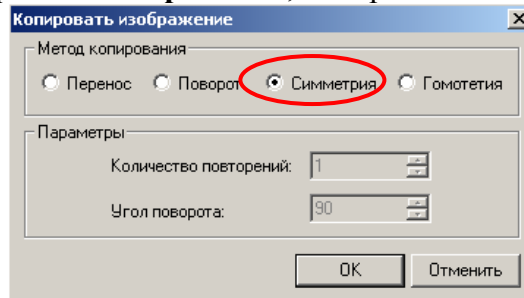 Копировать изображение
Метод копирования
Перенос Поворот Симметрия Гомотетия
Параметры
Количество повторений: 1
Угол поворота: 90
OK Отменить